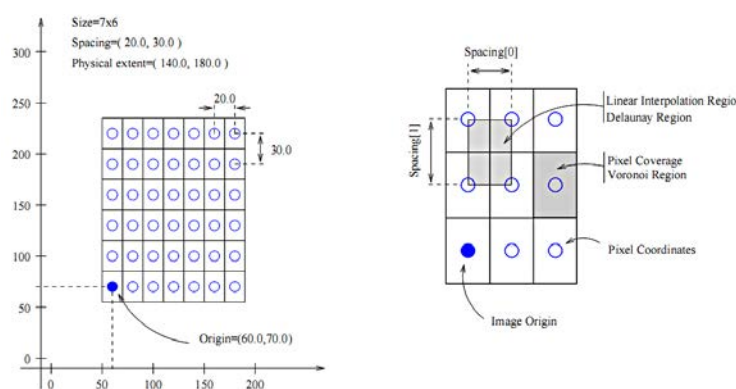 Size=7x6
Spacing=( 20.0, 30.0 )
Physical extent=( 140.0, 180.0 )
300
250
200
150
100
50
0
0
50
100
150
200
20.0
30.0
Origin=(60.0,70.0)
Spacing[0]
Spacing[1]
Linear Interpolation Regio
Delaunay Region
Pixel Coverage
Voronoi Region
Pixel Coordinates
Image Origin